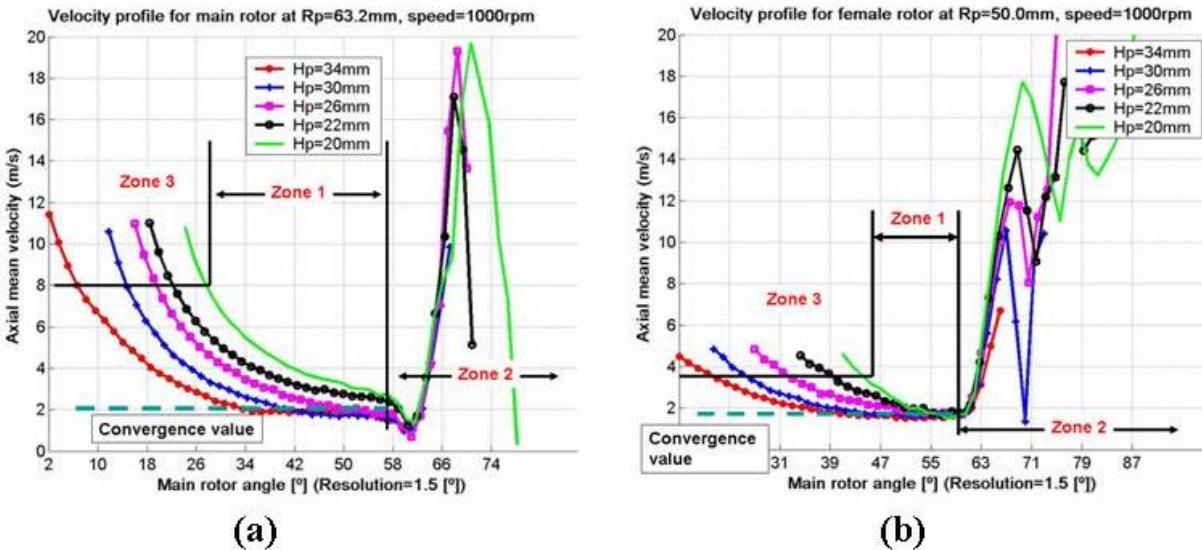 Velocity profile for main rotor at Rp=63.2mm, speed=1000rpm
20
18
16
14
12
10
8
6
4
2
0
Axial mean velocity (m/s)
Hp=34mm
Hp=30mm
Hp=26mm
Hp=22mm
Hp=20mm
Zone 3
Zone 1
Zone 2
Convergence value
2 10 18 26 34 42 50 58 66 74
Main rotor angle [º] (Resolution=1.5 [º])
(a)
Velocity profile for female rotor at Rp=50.0mm, speed=1000rpm
20
18
16
14
12
10
8
6
4
2
0
Axial mean velocity (m/s)
Hp=34mm
Hp=30mm
Hp=26mm
Hp=22mm
Hp=20mm
Zone 1
Zone 3
Zone 2
Convergence
value
31 39 47 55 63 71 79 87
Main rotor angle [º] (Resolution=1.5 [º])
(b)